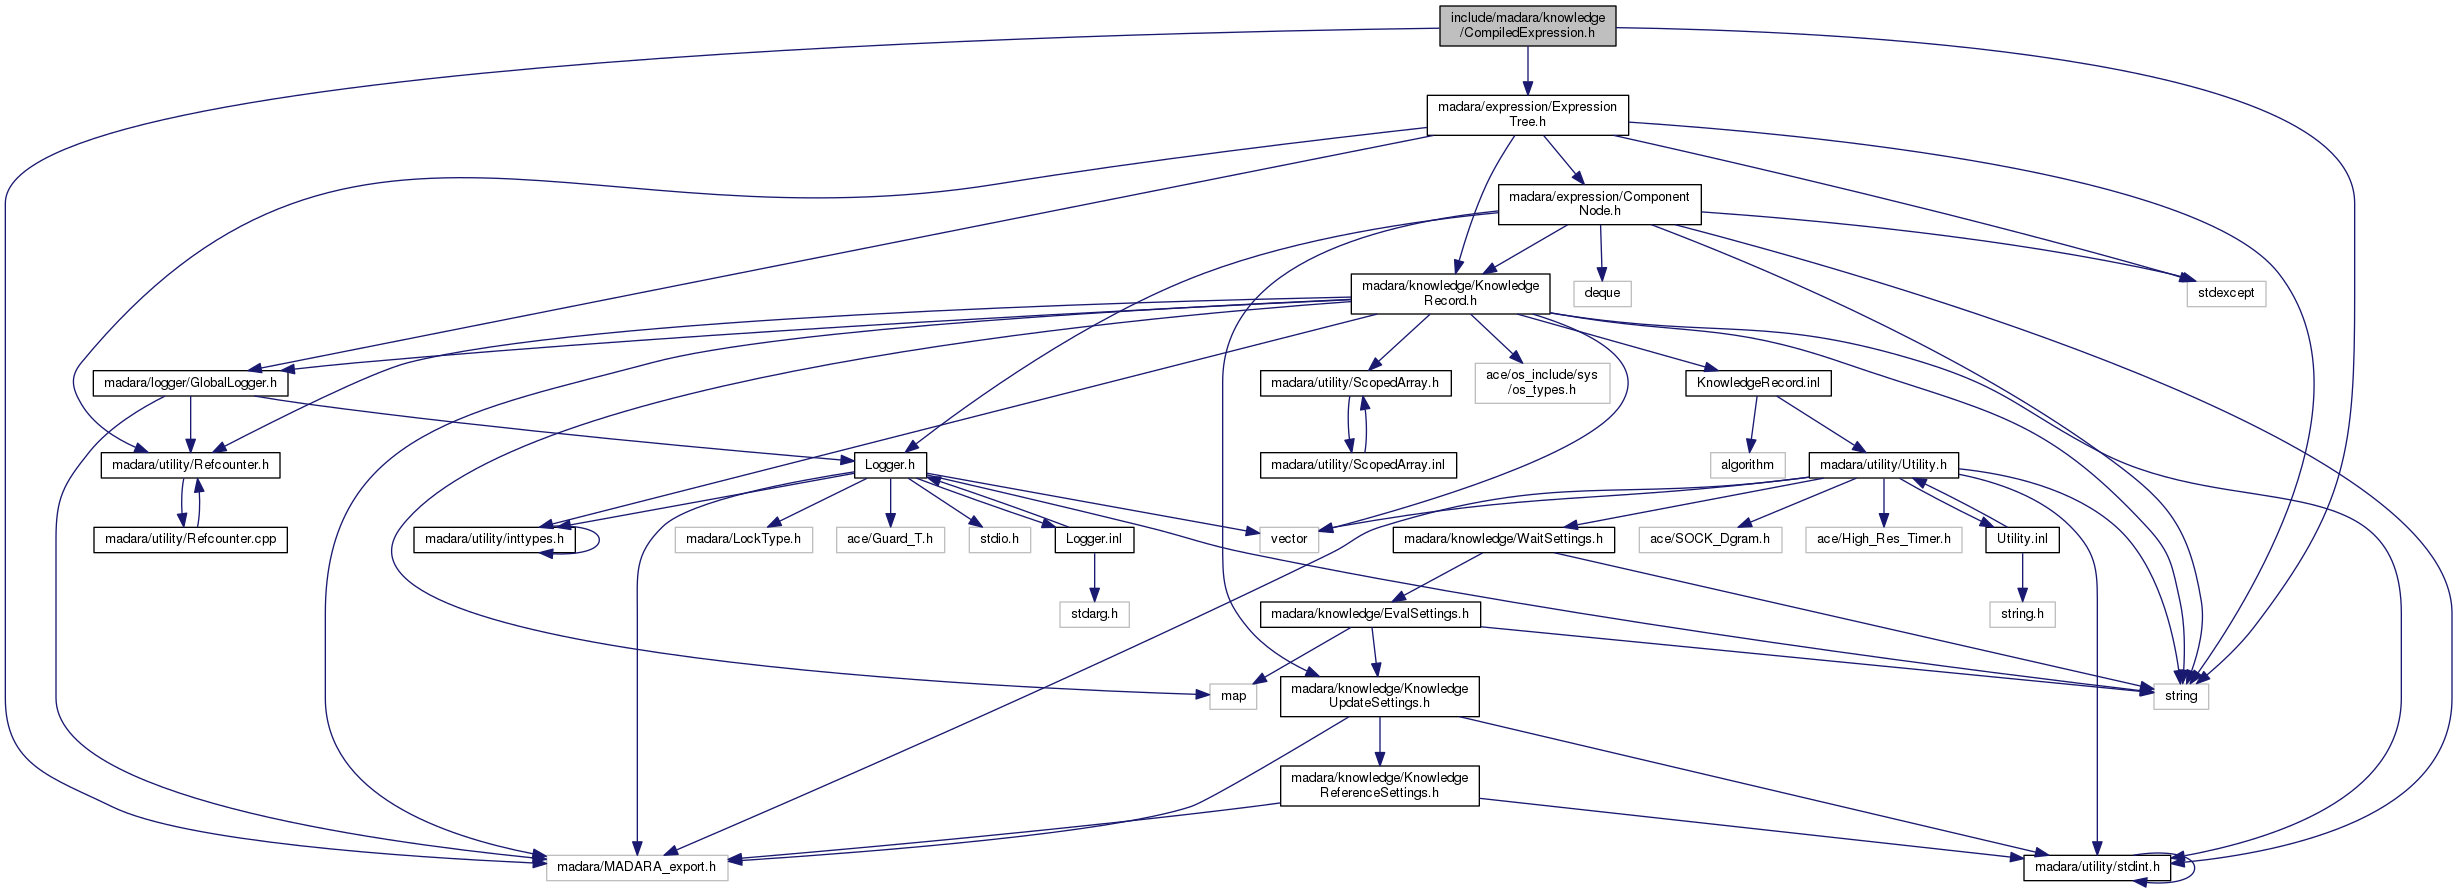 include/madara/knowledge
/CompiledExpression.h
madara/expression/Expression
Tree.h
madara/expression/Component
Node.h
madara/knowledge/Knowledge
Record.h
deque
stdexcept
madara/logger/GlobalLogger.h
madara/utility/ScopedArray.h
ace/os_include/sys
/os_types.h
KnowledgeRecord.inl
madara/utility/Refcounter.h
Logger.h
madara/utility/ScopedArray.inl
algorithm
madara/utility/Utility.h
madara/utility/Refcounter.cpp
madara/utility/inttypes.h
madara/LockType.h
ace/Guard_T.h
stdio.h
Logger.inl
vector
madara/knowledge/WaitSettings.h
ace/SOCK_Dgram.h
ace/High_Res_Timer.h
Utility.inl
stdarg.h
madara/knowledge/EvalSettings.h
string.h
map
madara/knowledge/Knowledge
UpdateSettings.h
string
madara/knowledge/Knowledge
ReferenceSettings.h
madara/MADARA_export.h
madara/utility/stdint.h